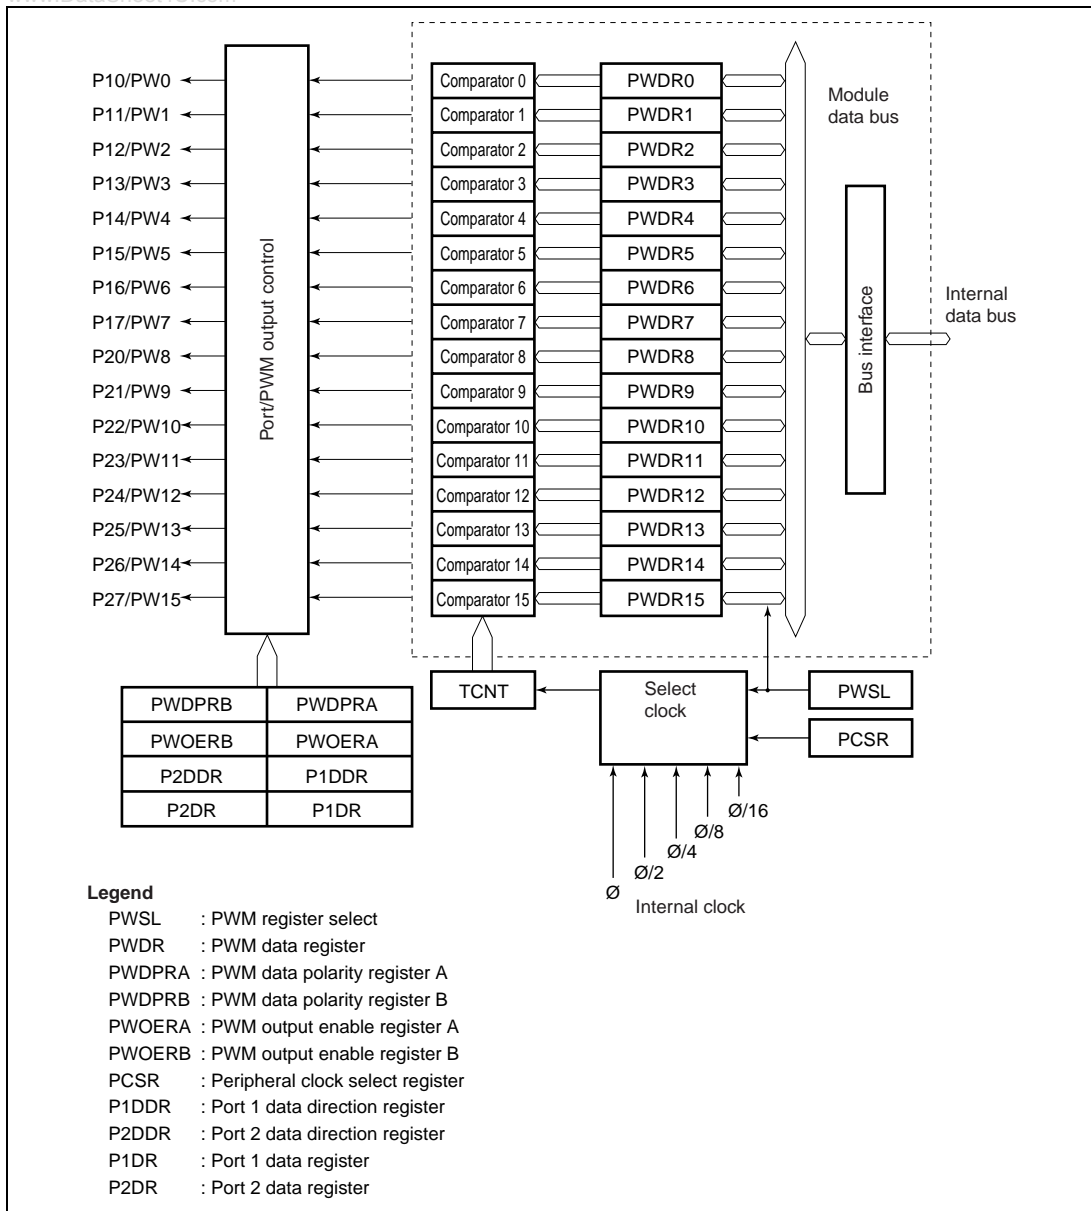 P10/PW0
P11/PW1
P12/PW2
P13/PW3
P14/PW4
P15/PW5
P16/PW6
P17/PW7
P20/PW8
P21/PW9
P22/PW10
P23/PW11
P24/PW12
P25/PW13
P26/PW14
P27/PW15
Port/PWM output control
Comparator 0 PWDR0
Comparator 1 PWDR1
Comparator 2 PWDR2
Comparator 3 PWDR3
Comparator 4 PWDR4
Comparator 5 PWDR5
Comparator 6 PWDR6
Comparator 7 PWDR7
Comparator 8 PWDR8
Comparator 9 PWDR9
Comparator 10 PWDR10
Comparator 11 PWDR11
Comparator 12 PWDR12
Comparator 13 PWDR13
Comparator 14 PWDR14
Comparator 15 PWDR15
Module
data bus
Bus interface
Internal
data bus
PWDPRB PWDPRA
PWOERB PWOERA
P2DDR P1DDR
P2DR P1DR
TCNT
Select
clock
PWSL
PCSR
Ø/16
Ø/8
Ø/4
Ø/2
Ø
Internal clock
Legend
PWSL : PWM register select
PWDR : PWM data register
PWDPRA : PWM data polarity register A
PWDPRB : PWM data polarity register B
PWOERA : PWM output enable register A
PWOERB : PWM output enable register B
PCSR : Peripheral clock select register
P1DDR : Port 1 data direction register
P2DDR : Port 2 data direction register
P1DR : Port 1 data register
P2DR : Port 2 data register